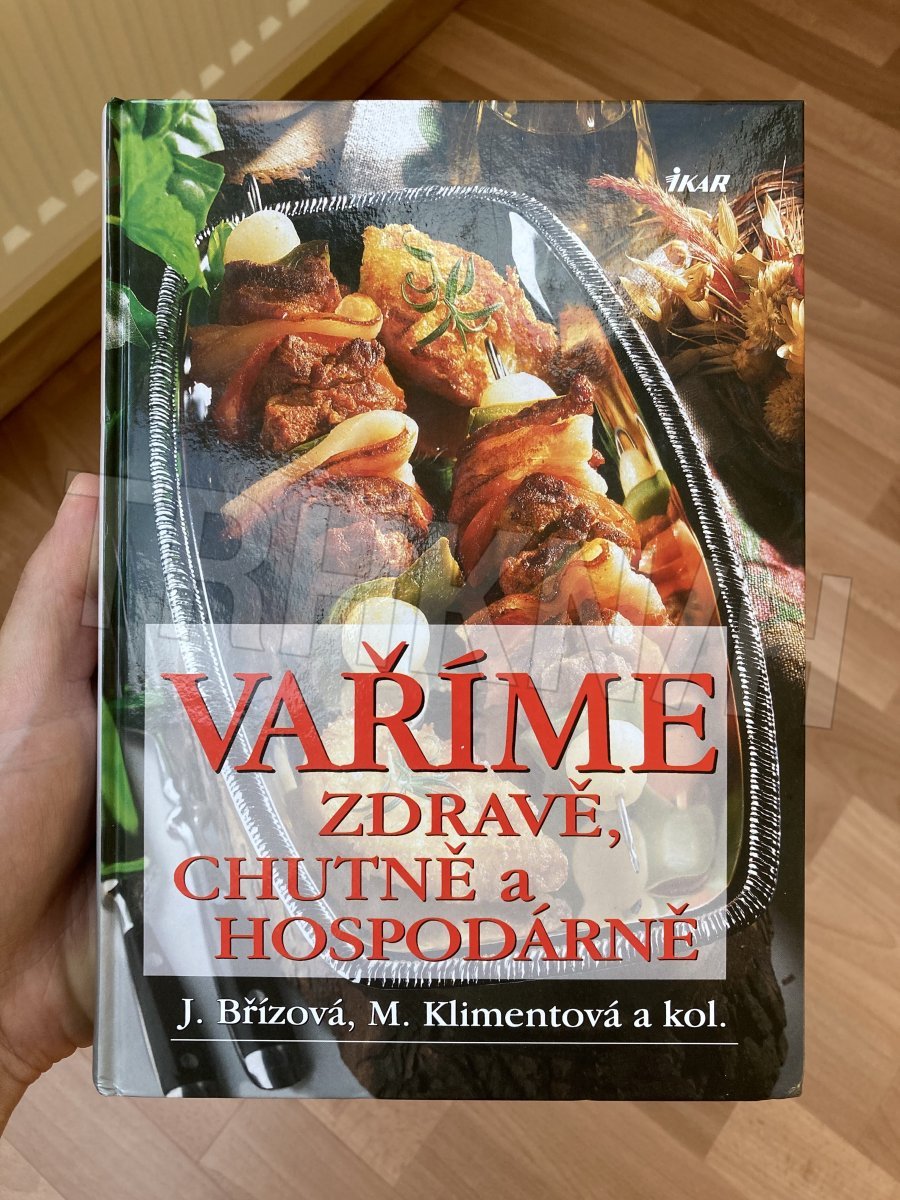 IKAR
VAŘÍME
ZDRAVĚ,
CHUTNĚ a
HOSPODÁRNĚ
J. Břízová, M. Klimentová a kol.